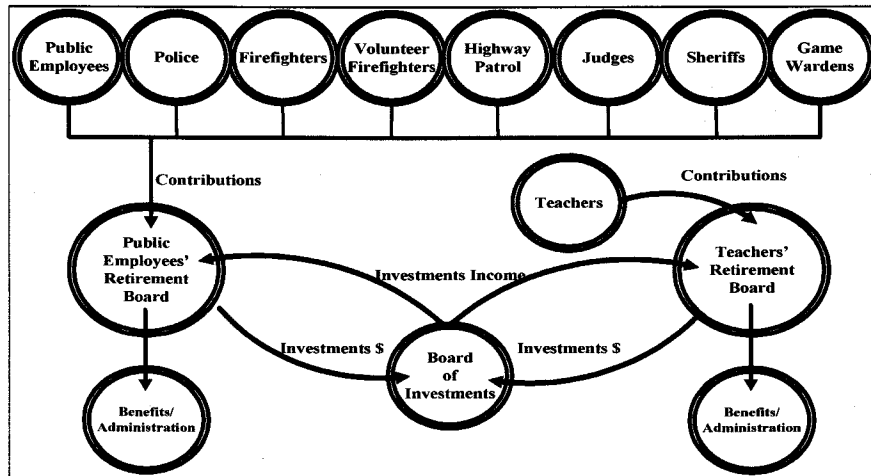 Public
Employees
Police
Firefighters
Volunteer
Firefighters
Highway
Patrol
Judges
Sheriffs
Game
Wardens
Contributions
Teachers
Contributions
Public
Employees'
Retirement
Board
Investments Income
Teachers'
Retirement
Board
Investments $
Board
of
Investments
Investments $
Benefits/
Administration
Benefits/
Administration